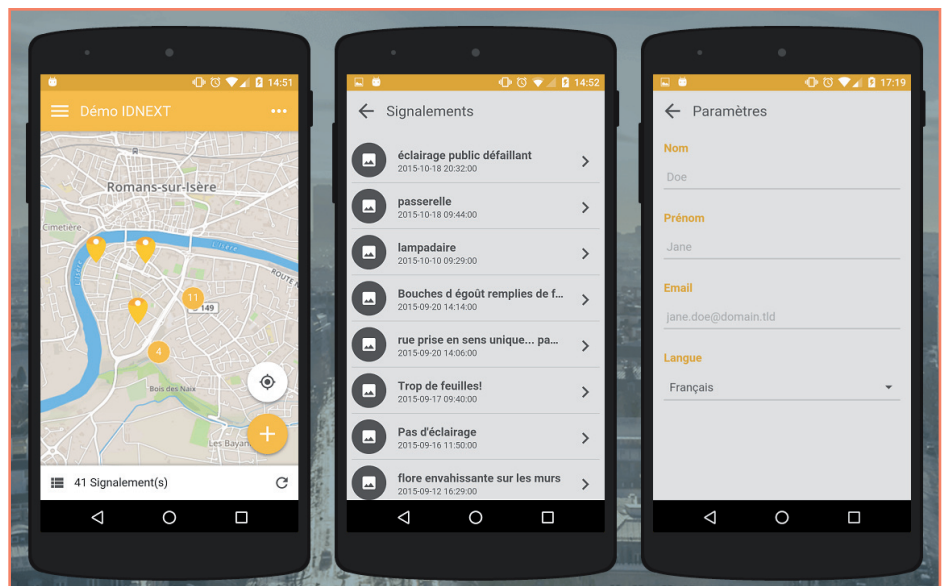 14:51
Démo IDNEXT
Romans-sur-Isère
Cimetière
L'Isère
11
149
4
Bois des Naix
Les Bayan
41 Signalement(s)
14:52
Signalements
éclairage public défaillant
2015-10-18 20:32:00
passerelle
2015-10-18 09:44:00
lampadaire
2015-10-10 09:29:00
Bouches d égoût remplies de f...
2015-09-20 14:14:00
rue prise en sens unique... pa...
2015-09-20 14:06:00
Trop de feuilles!
2015-09-17 09:40:00
Pas d'éclairage
2015-09-16 11:50:00
flore envahissante sur les murs
2015-09-12 16:29:00
17:19
Paramètres
Nom
Doe
Prénom
Jane
Email
jane.doe@domain.tld
Langue
Français